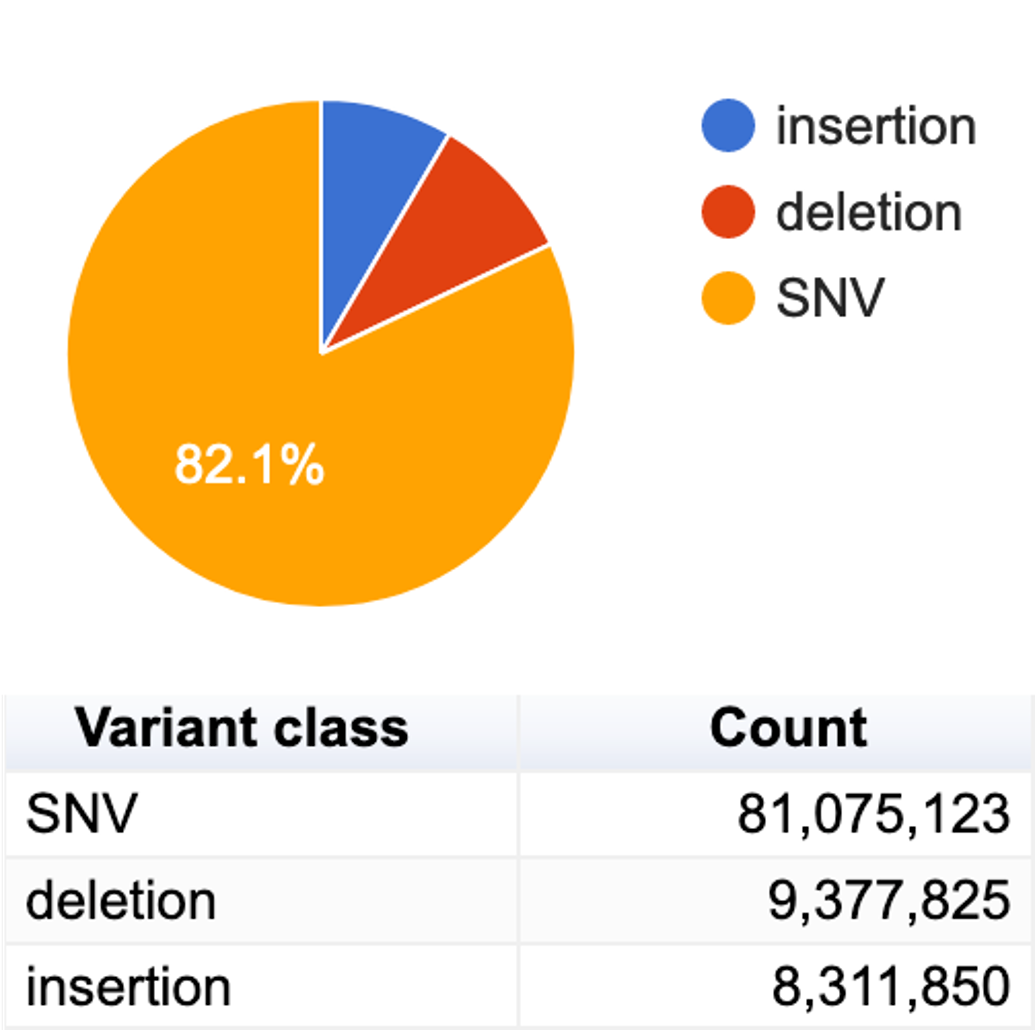 insertion
deletion
SNV
82.1%
Variant class Count
SNV 81,075,123
deletion 9,377,825
insertion 8,311,850